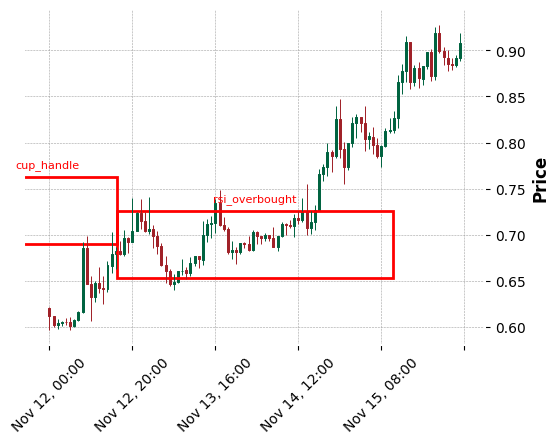 cup_handle
rsi_overbought
0.90
0.85
0.80
0.75
0.70
0.65
0.60
Price
Nov 12, 00:00
Nov 12, 20:00
Nov 13, 16:00
Nov 14, 12:00
Nov 15, 08:00